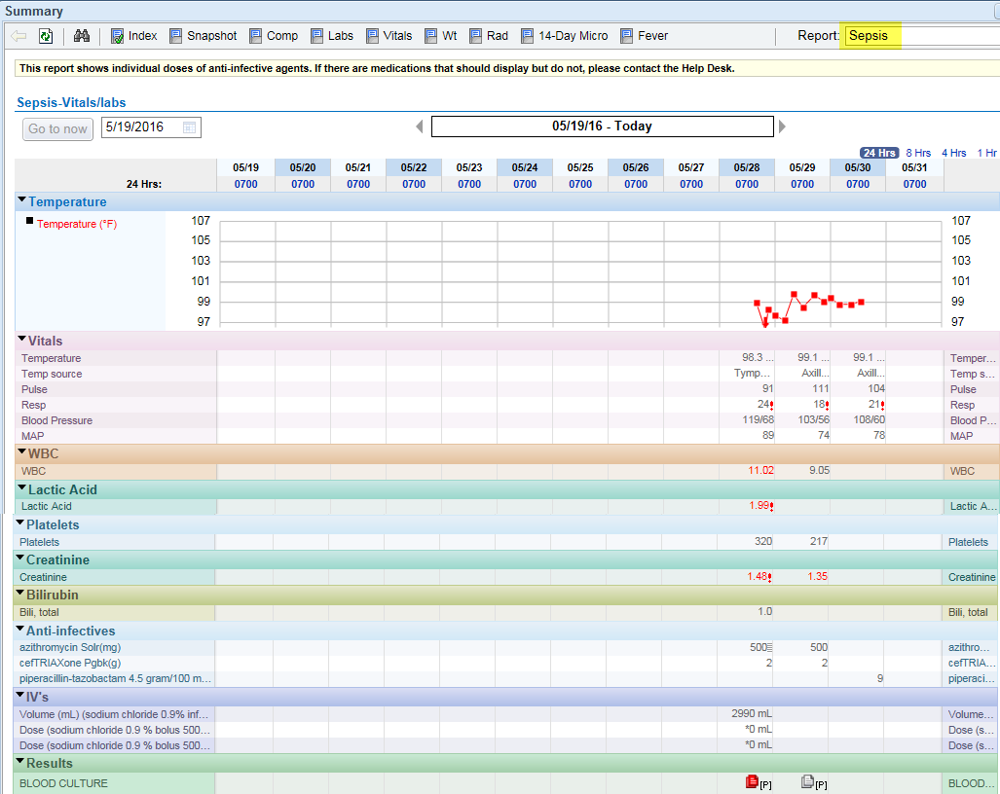 Summary
Index Snapshot Comp Labs Vitals Wt Rad 14-Day Micro Fever Report: Sepsis
This report shows individual doses of anti-infective agents. If there are medications that should display but do not, please contact the Help Desk.
Sepsis-Vitals/labs
Go to now 5/19/2016 05/19/16 - Today
24 Hrs 8 Hrs 4 Hrs 1 Hr
05/19 05/20 05/21 05/22 05/23 05/24 05/25 05/26 05/27 05/28 05/29 05/30 05/31
24 Hrs: 0700 0700 0700 0700 0700 0700 0700 0700 0700 0700 0700 0700 0700
Temperature
Temperature (°F) 107 107
105 105
103 103
101 101
99 99
97 97
Vitals
Temperature 98.3 ... 99.1 ... 99.1 ... Temper...
Temp source Tymp... Axill... Axill... Temp s...
Pulse 91 111 104 Pulse
Resp 24! 18! 21! Resp
Blood Pressure 119/68 103/56 108/60 Blood P...
MAP 89 74 78 MAP
WBC
WBC 11.02 9.05 WBC
Lactic Acid
Lactic Acid 1.99! Lactic A...
Platelets
Platelets 320 217 Platelets
Creatinine
Creatinine 1.48! 1.35 Creatinine
Bilirubin
Bili, total 1.0 Bili, total
Anti-infectives
azithromycin Solr(mg) 500 500 azithro...
cefTRIAXone Pgbk(g) 2 2 cefTRIA...
piperacillin-tazobactam 4.5 gram/100 m... 9 piperaci...
IV's
Volume (mL) (sodium chloride 0.9% inf... 2990 mL Volume...
Dose (sodium chloride 0.9 % bolus 500... *0 mL Dose (s...
Dose (sodium chloride 0.9 % bolus 500... *0 mL Dose (s...
Results
BLOOD CULTURE [P] [P] BLOOD...